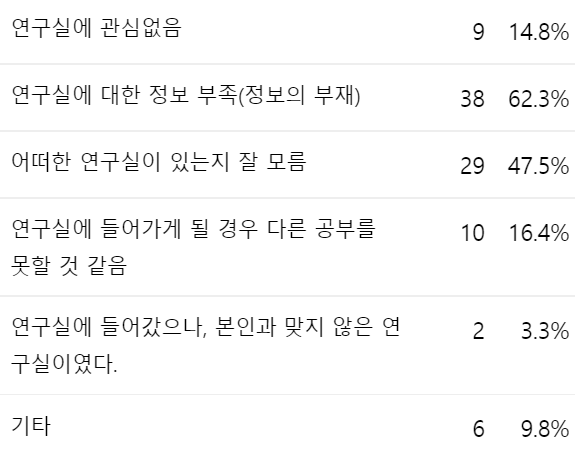 연구실에 관심없음 9 14.8%
연구실에 대한 정보 부족(정보의 부재) 38 62.3%
어떠한 연구실이 있는지 잘 모름 29 47.5%
연구실에 들어가게 될 경우 다른 공부를 10 16.4%
못할 것 같음
연구실에 들어갔으나, 본인과 맞지 않은 연 2 3.3%
구실이였다.
기타 6 9.8%